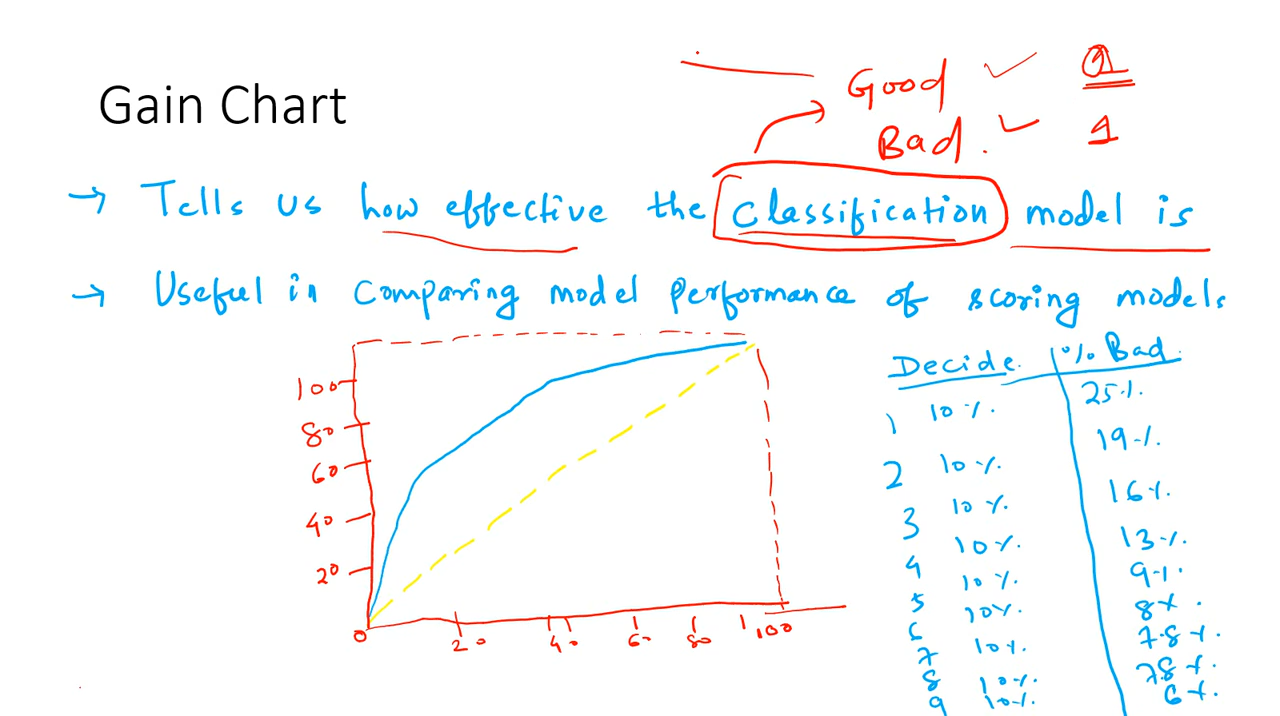 Gain Chart
Good
Bad.
1
→ Tells us how effective the classification model is
→ Useful in comparing model performance of scoring models
100
80
60
40
20
0
20
40
60
80
100
Decide % Bad
1 10%. 25%.
2 10%. 19%.
3 10%. 16%.
4 10%. 13%.
5 10%. 9%.
6 10%. 8%.
7 10%. 7.8%.
8 10%. 7.8%.
9 10%. 6%.